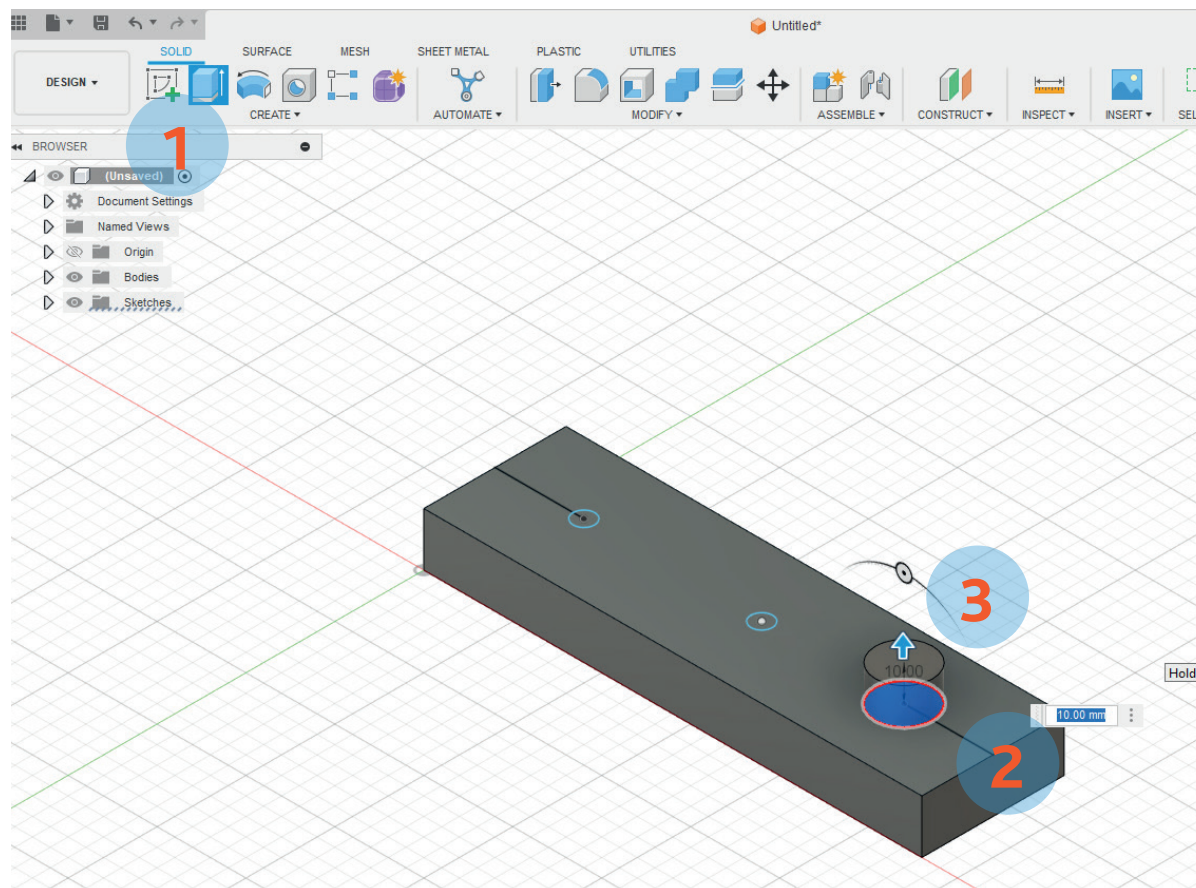 Untitled*
SOLID SURFACE MESH SHEET METAL PLASTIC UTILITIES
DESIGN
CREATE AUTOMATE MODIFY ASSEMBLE CONSTRUCT INSPECT INSERT SEL
1
BROWSER
(Unsaved)
Document Settings
Named Views
Origin
Bodies
Sketches
3
10.00
Hold
10.00 mm
2